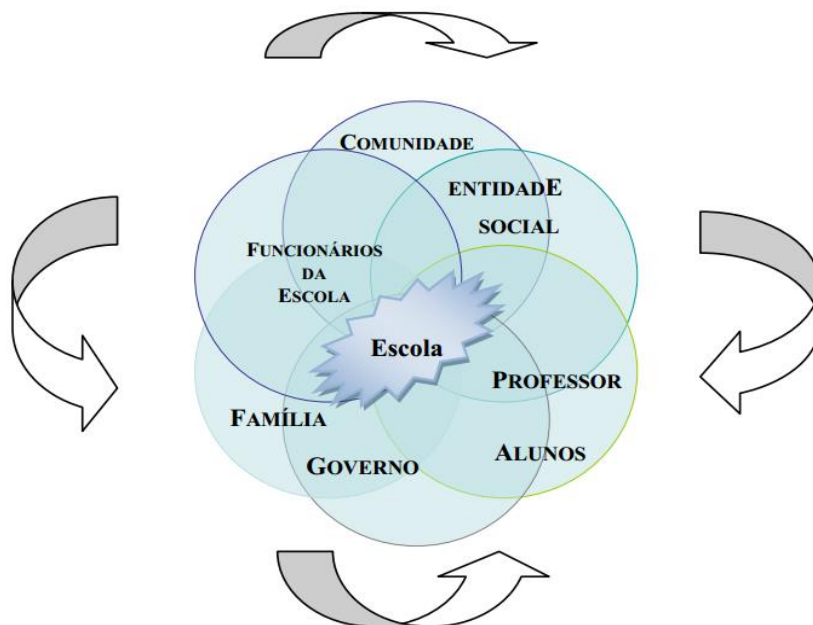 COMUNIDADE
ENTIDADE
SOCIAL
FUNCIONÁRIOS
DA
ESCOLA
Escola
PROFESSOR
FAMÍLIA
ALUNOS
GOVERNO